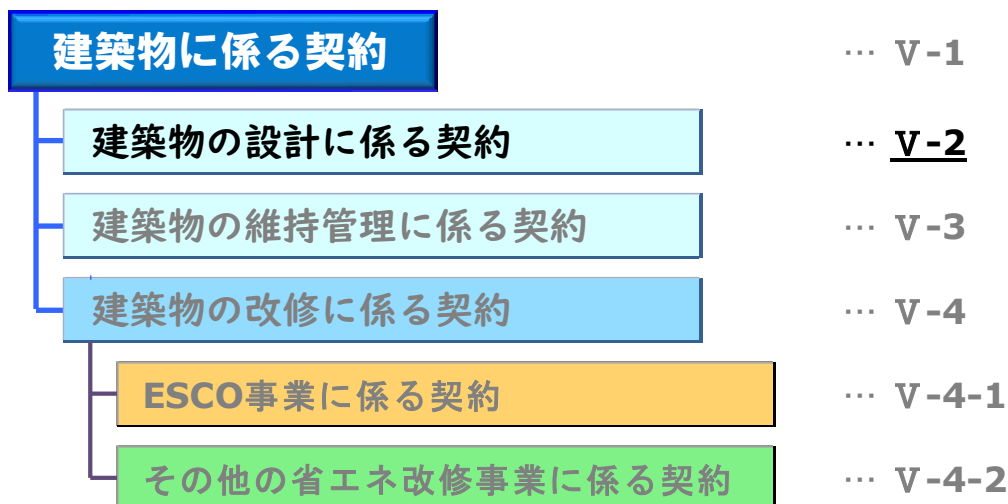 建築物に係る契約 … Ⅴ-1
建築物の設計に係る契約 … Ⅴ-2
建築物の維持管理に係る契約 … Ⅴ-3
建築物の改修に係る契約 … Ⅴ-4
ESCO事業に係る契約 … Ⅴ-4-1
その他の省エネ改修事業に係る契約 … Ⅴ-4-2